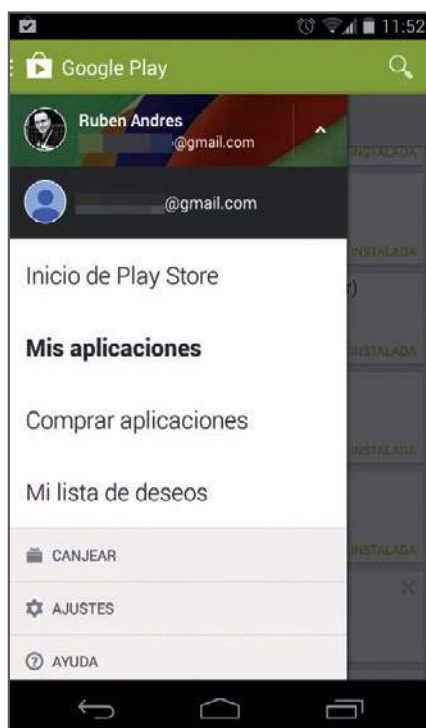 11:52
Google Play
Ruben Andres
@gmail.com
@gmail.com
Inicio de Play Store
Mis aplicaciones
Comprar aplicaciones
Mi lista de deseos
CANJEAR
AJUSTES
AYUDA
INSTALADA
INSTALADA
)
INSTALADA
INSTALADA
INSTALADA